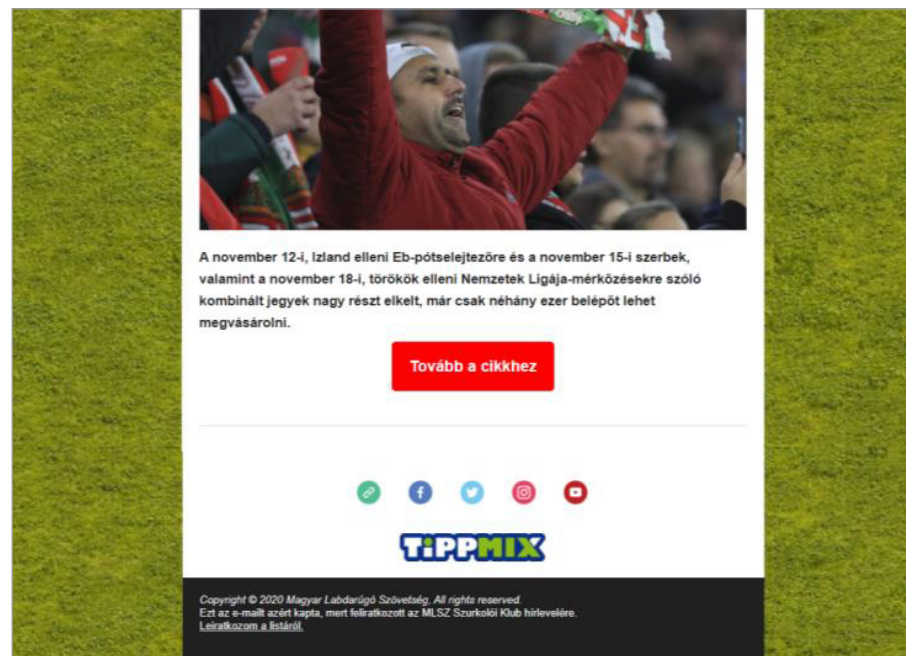 A november 12-i, Izland elleni Eb-pótselejtezőre és a november 15-i szerbek,
valamint a november 18-i, törökök elleni Nemzetek Ligája-mérkőzésekre szóló
kombinált jegyek nagy részt elkelt, már csak néhány ezer belépőt lehet
megvásárolni.
Tovább a cikkhez
TiPPMIX
Copyright © 2020 Magyar Labdarúgó Szövetség, All rights reserved.
Ezt az e-mailt azért kapta, mert feliratkozott az MLSZ Szurkolói Klub hírlevelére.
Leiratkozom a listáról.